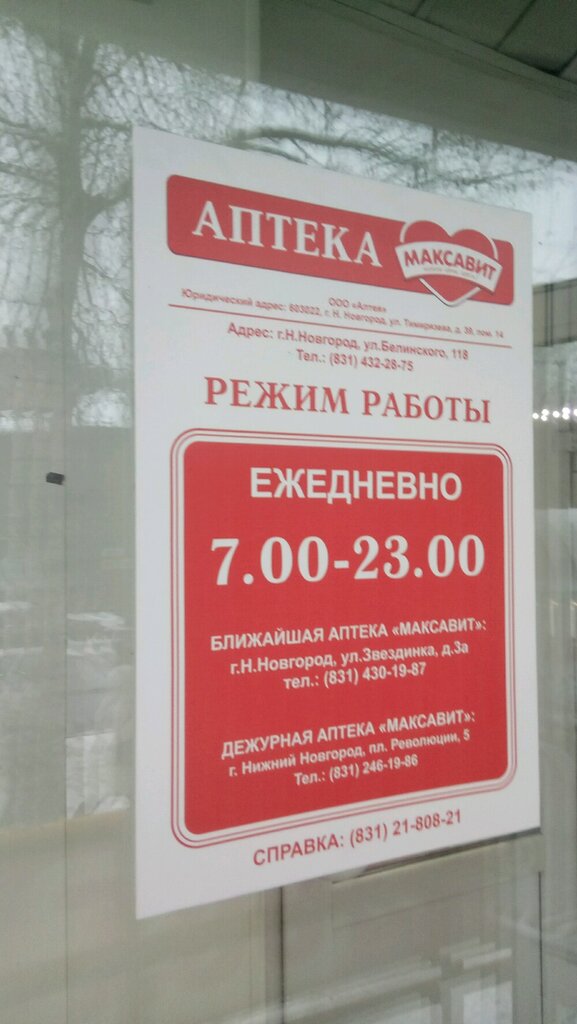 АПТЕКА
МАКСАВИТ
ООО «Аптека»
Юридический адрес: 603022, г. Н. Новгород, ул. Тимирязева, д. 39, пом. 14
Адрес: г.Н.Новгород, ул.Белинского, 118
Тел.: (831) 432-28-75
РЕЖИМ РАБОТЫ
ЕЖЕДНЕВНО
7.00-23.00
БЛИЖАЙШАЯ АПТЕКА «МАКСАВИТ»:
г.Н.Новгород, ул.Звездинка, д.3а
тел.: (831) 430-19-87
ДЕЖУРНАЯ АПТЕКА «МАКСАВИТ»:
г. Нижний Новгород, пл. Революции, 5
Тел.: (831) 246-19-86
СПРАВКА: (831) 21-808-21